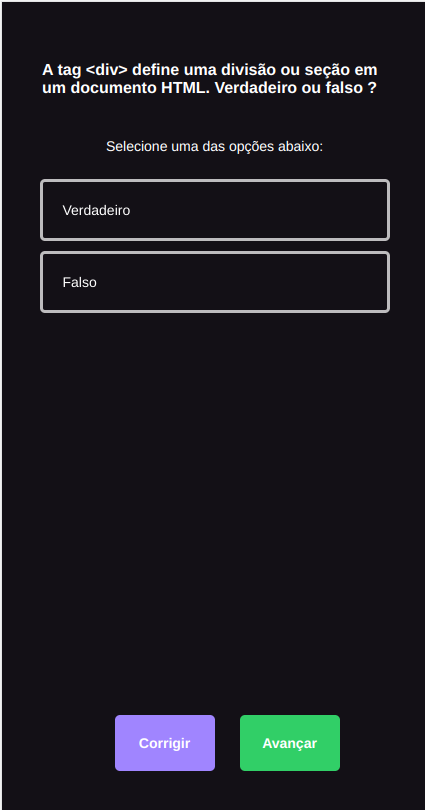 A tag <div> define uma divisão ou seção em
um documento HTML. Verdadeiro ou falso ?
Selecione uma das opções abaixo:
Verdadeiro
Falso
Corrigir
Avançar